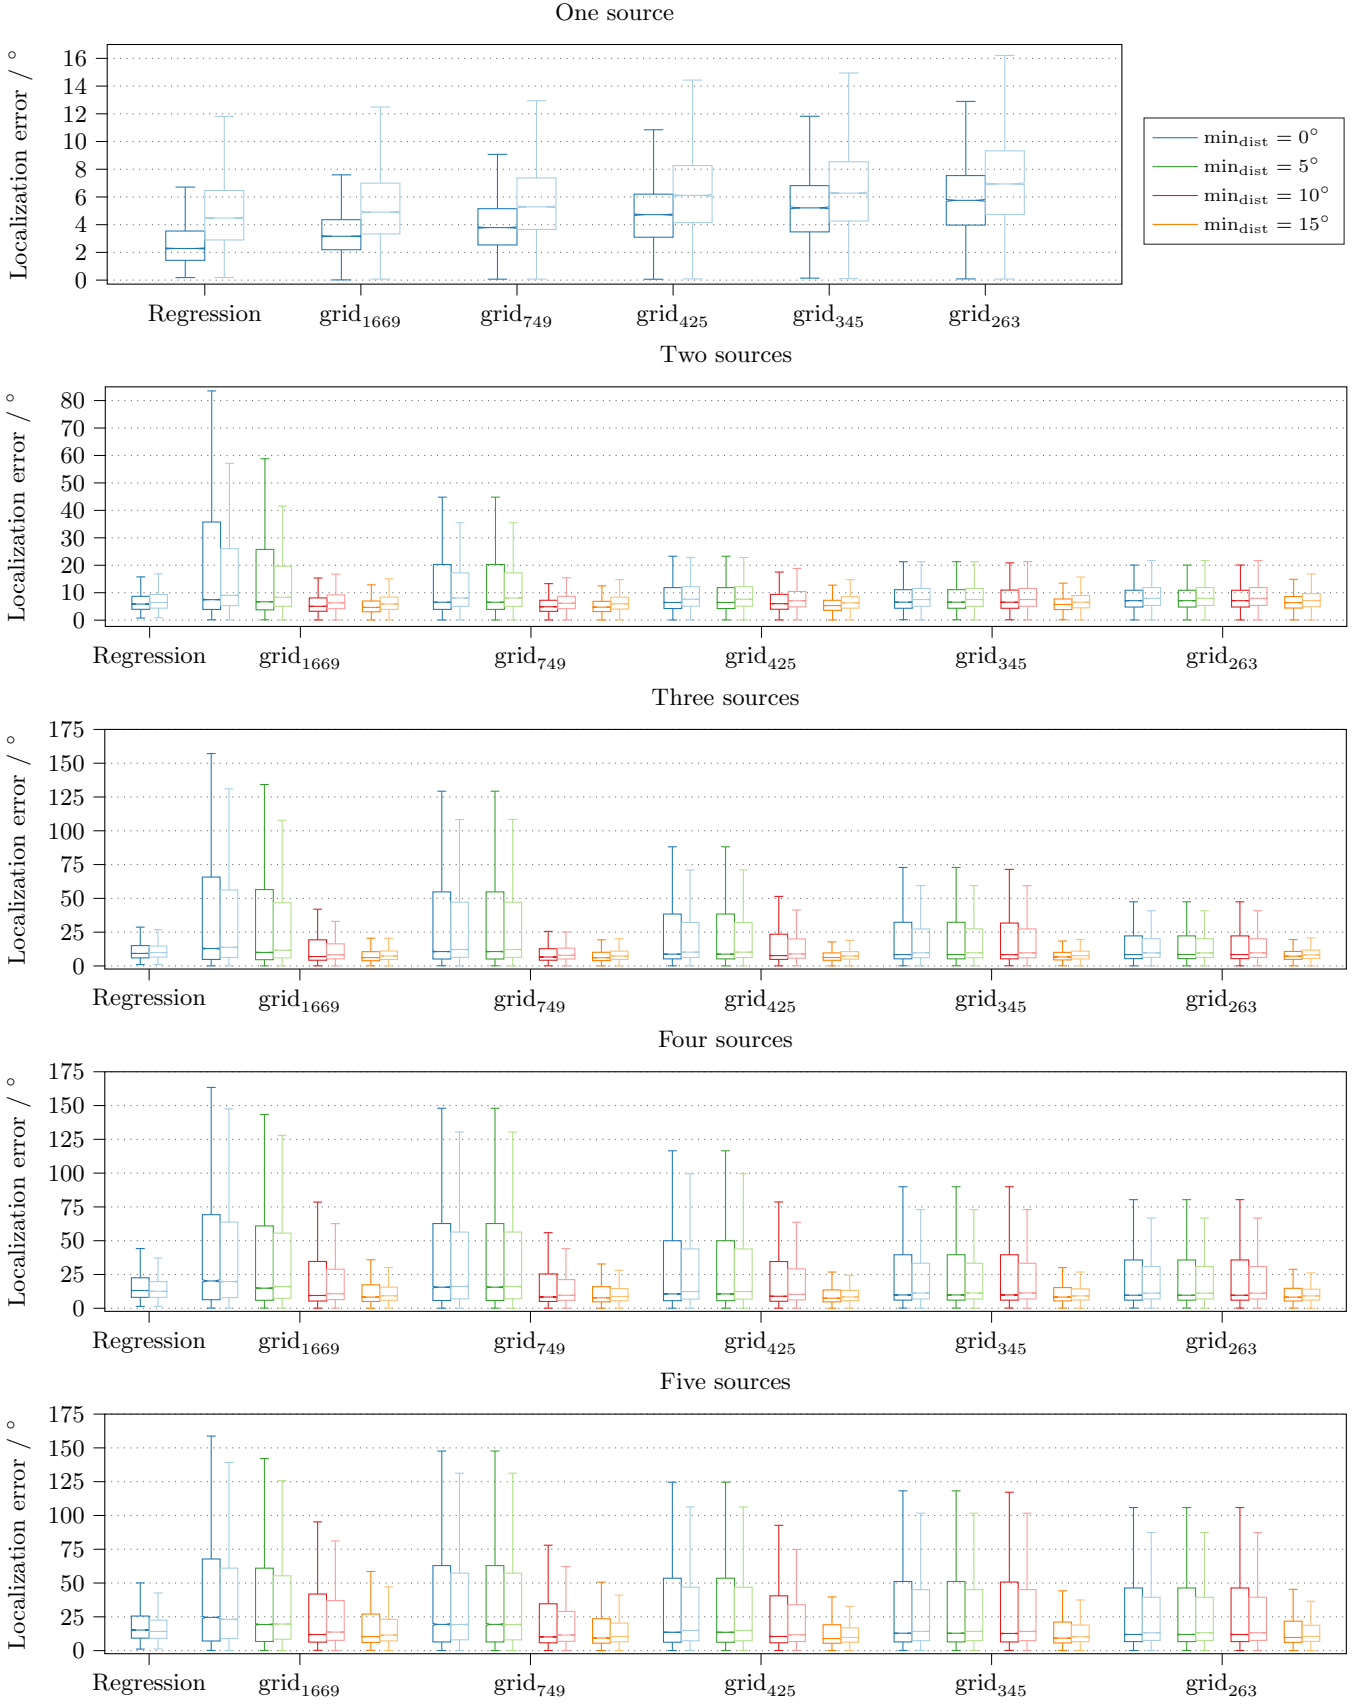 One source
Localization error / °
16
14
12
10
8
6
4
2
0
Regression grid1669 grid749 grid425 grid345 grid263
min_dist = 0°
min_dist = 5°
min_dist = 10°
min_dist = 15°
Two sources
Localization error / °
80
70
60
50
40
30
20
10
0
Regression grid1669 grid749 grid425 grid345 grid263
Three sources
Localization error / °
175
150
125
100
75
50
25
0
Regression grid1669 grid749 grid425 grid345 grid263
Four sources
Localization error / °
175
150
125
100
75
50
25
0
Regression grid1669 grid749 grid425 grid345 grid263
Five sources
Localization error / °
175
150
125
100
75
50
25
0
Regression grid1669 grid749 grid425 grid345 grid263